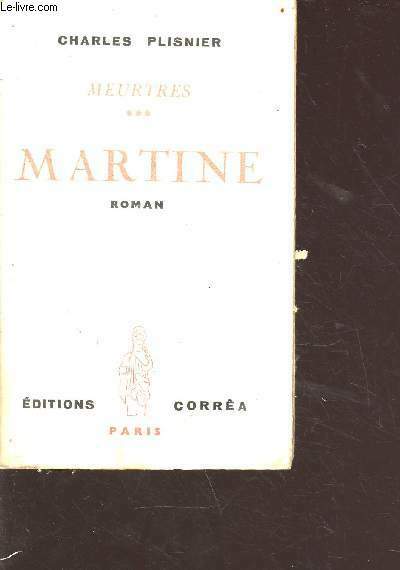 Le-livre.com
CHARLES PLISNIER
MEURTRES
***
MARTINE
ROMAN
ÉDITIONS CORRÊA
PARIS